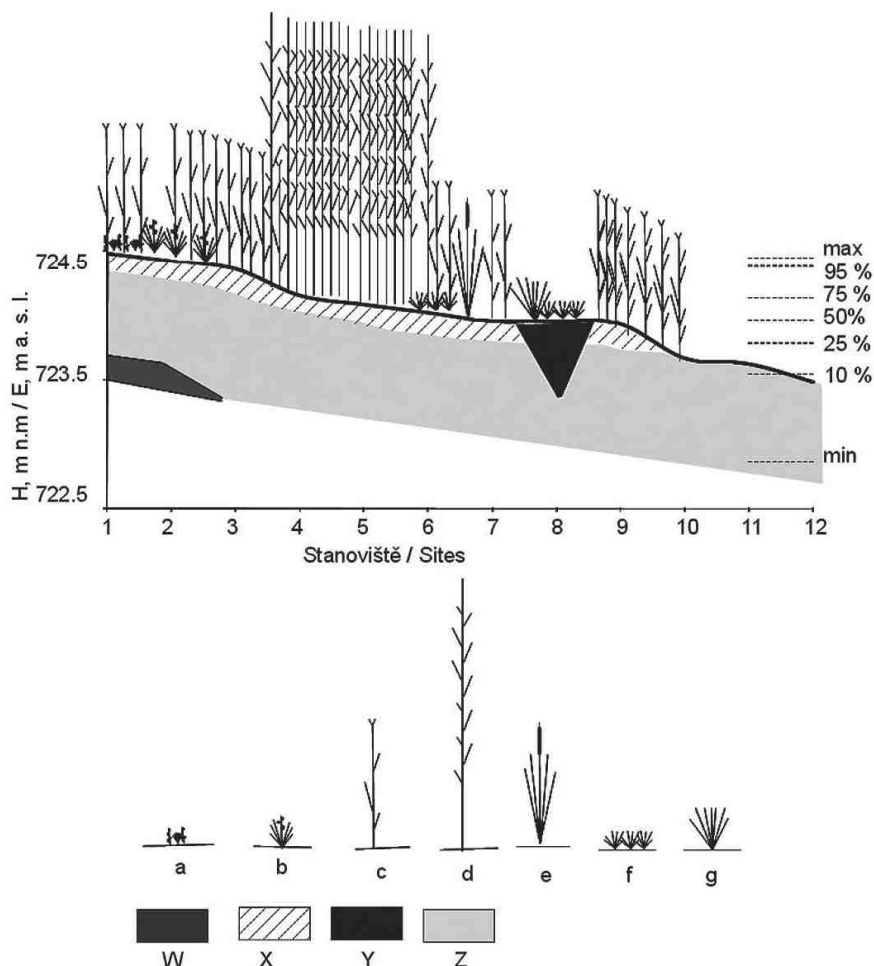 H, m n.m / E, m a. s. l.
724.5
723.5
722.5
max
95 %
75 %
50%
25 %
10 %
min
1 2 3 4 5 6 7 8 9 10 11 12
Stanoviště / Sites
a b c d e f g
W X Y Z